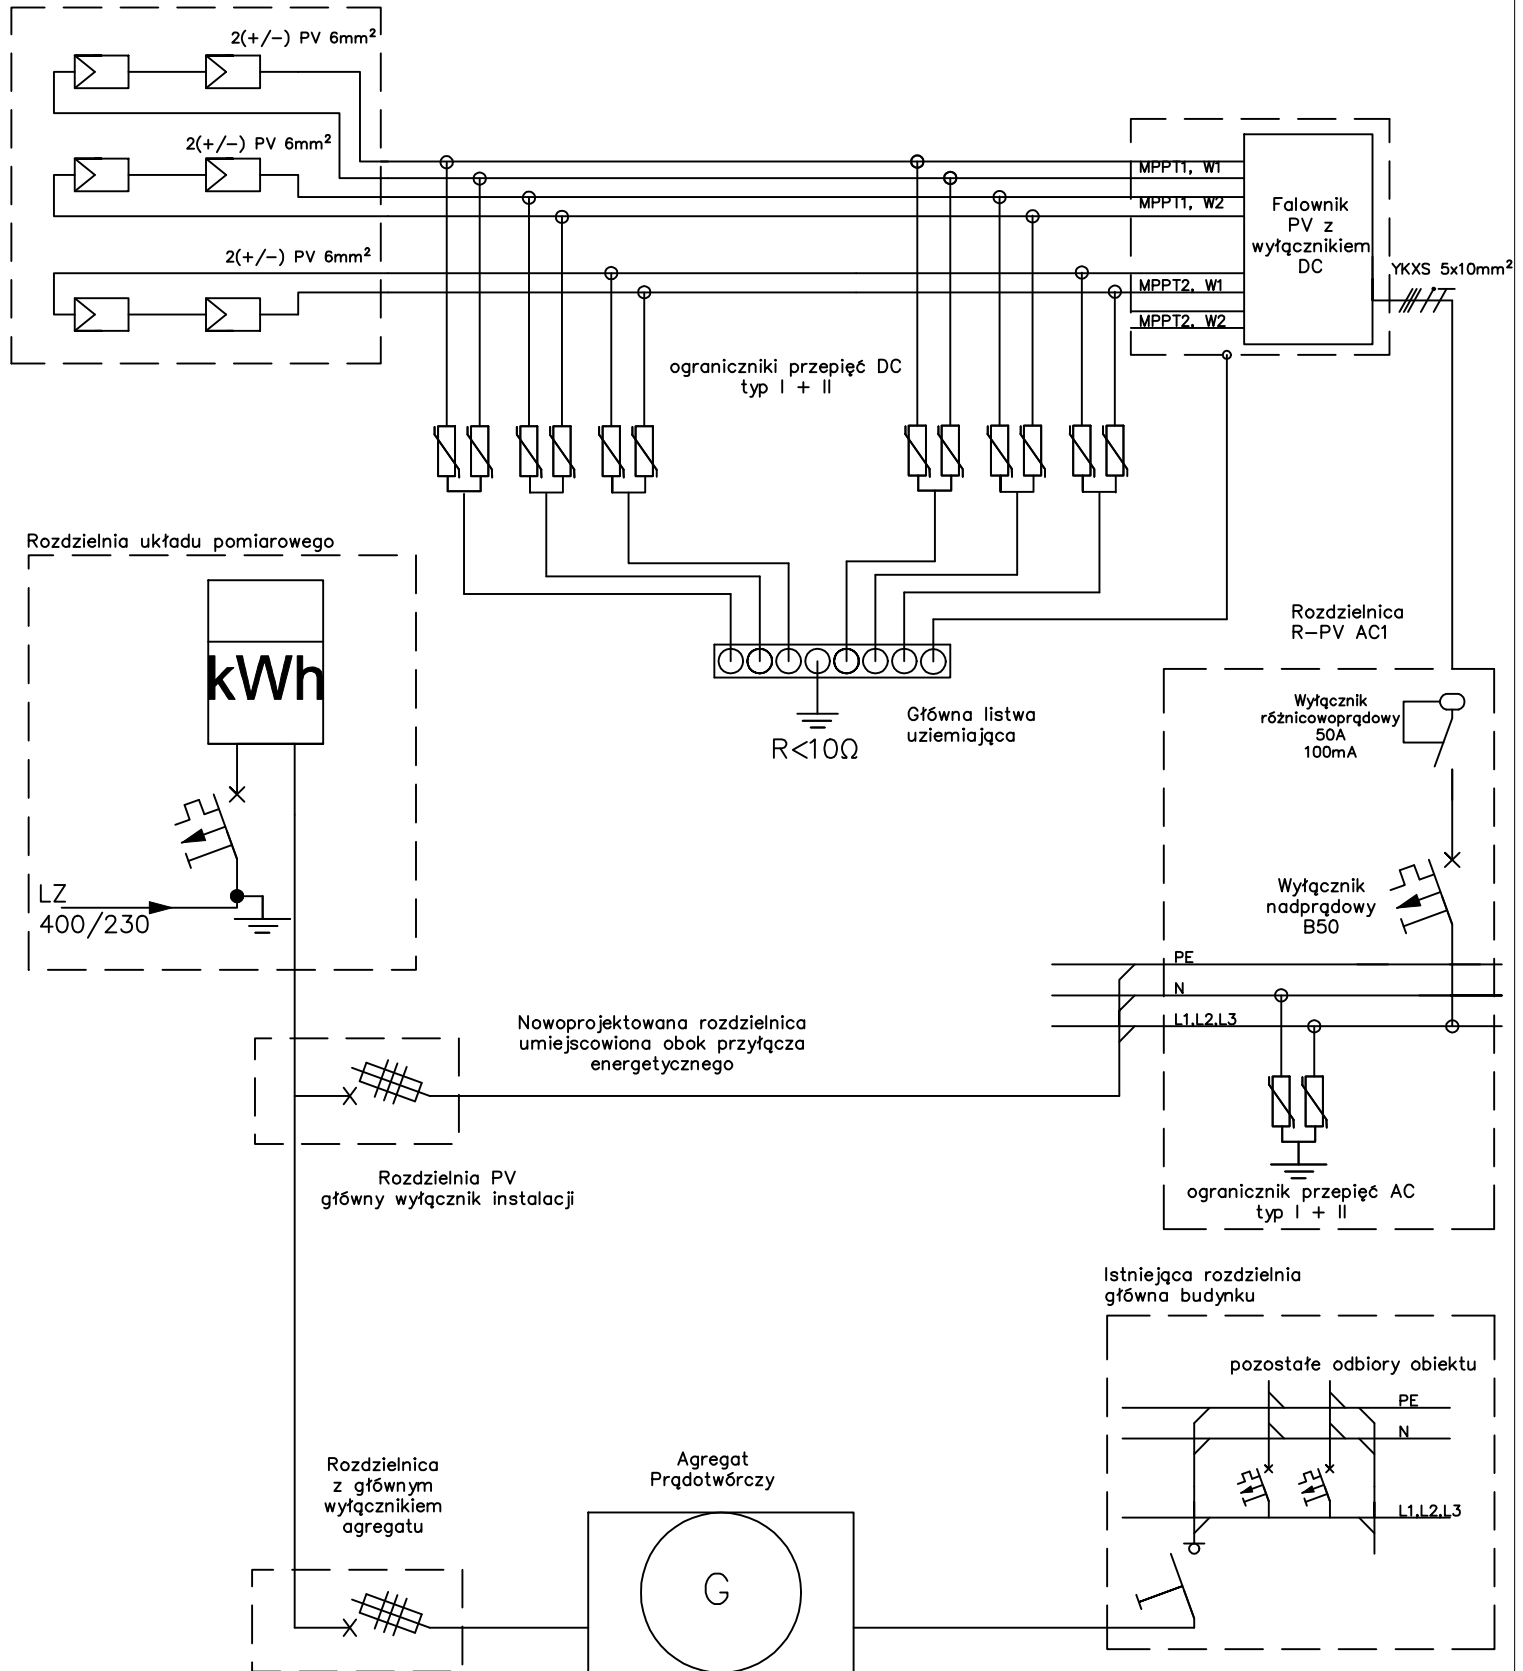 2(+/-) PV 6mm²
2(+/-) PV 6mm²
2(+/-) PV 6mm²
MPPT1, W1
MPPT1, W2
MPPT2, W1
MPPT2, W2
Falownik
PV z
wyłącznikiem
DC
YKXS 5x10mm²
ograniczniki przepięć DC
typ I + II
Rozdzielnia układu pomiarowego
kWh
LZ
400/230
R<10Ω
Główna listwa
uziemiająca
Rozdzielnica
R-PV AC1
Wyłącznik
różnicowoprądowy
50A
100mA
Wyłącznik
nadprądowy
B50
PE
N
L1,L2,L3
Nowoprojektowana rozdzielnica
umiejscowiona obok przyłącza
energetycznego
Rozdzielnia PV
główny wyłącznik instalacji
ogranicznik przepięć AC
typ I + II
Istniejąca rozdzielnia
główna budynku
pozostałe odbiory obiektu
PE
N
L1,L2,L3
Rozdzielnica
z głównym
wyłącznikiem
agregatu
Agregat
Prądotwórczy
G